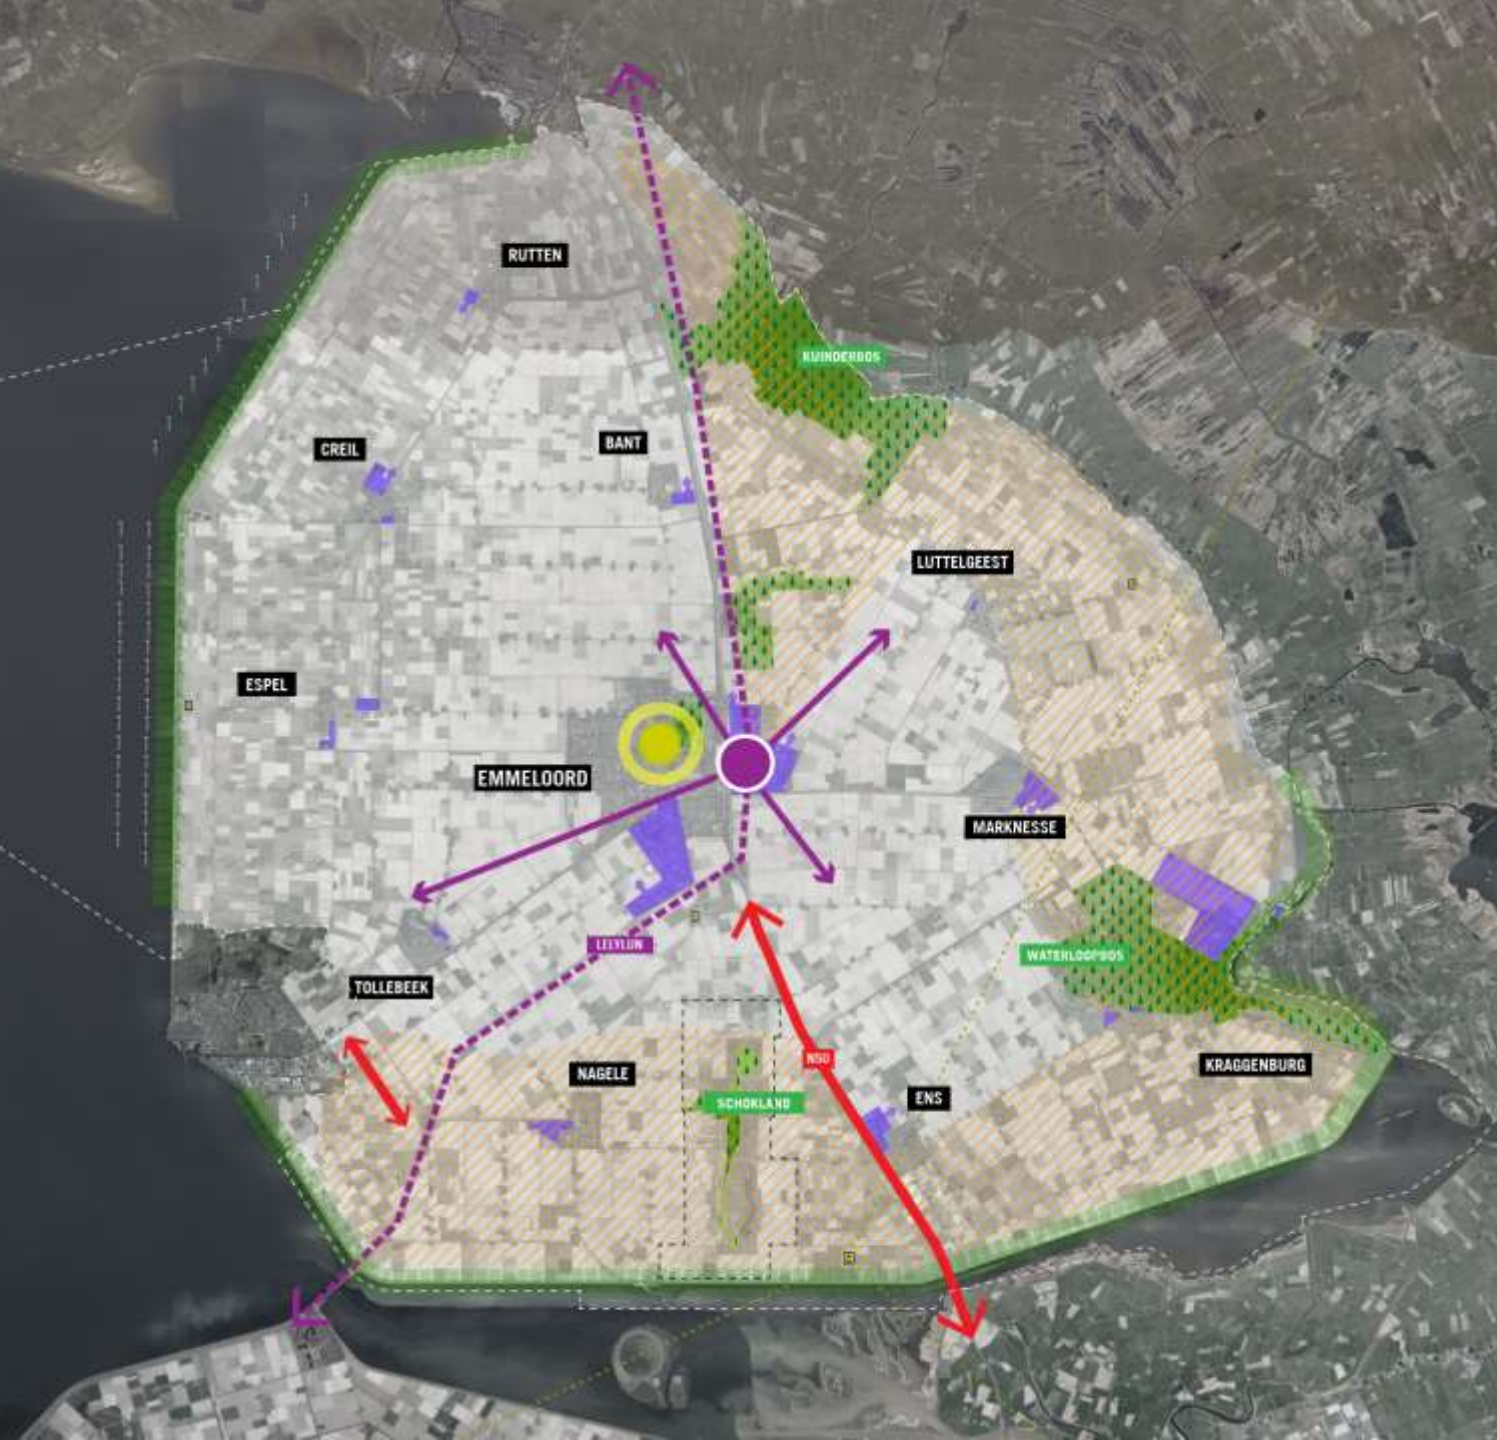 RUTTEN
KUINDERBOS
BANT
CREIL
LUTTELGEEST
ESPEL
EMMELOORD
MARKNESSE
LELYLIJN
WATERLOOPBOS
TOLLEBEEK
N50
KRAGGENBURG
NAGELE
ENS
SCHOKLAND